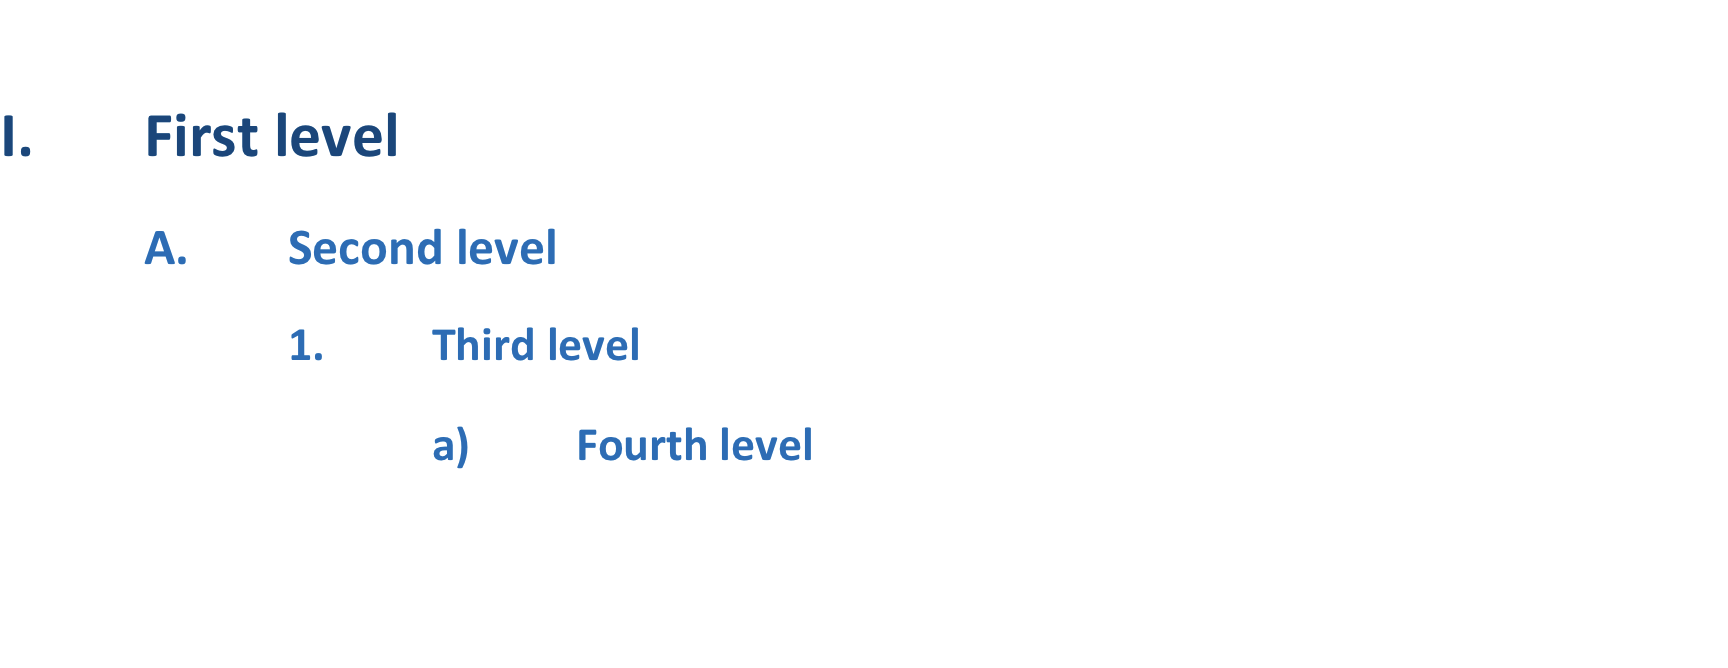 I. First level
A. Second level
1. Third level
a) Fourth level